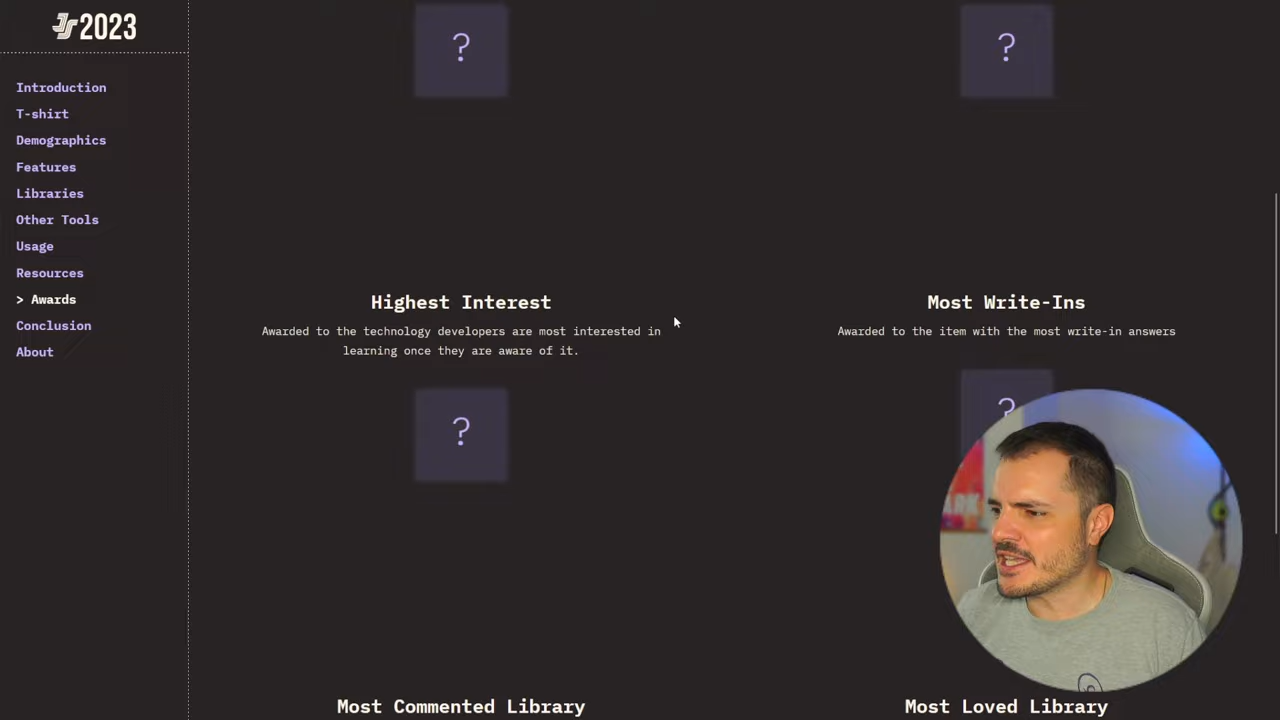 JS 2023
Introduction
T-shirt
Demographics
Features
Libraries
Other Tools
Usage
Resources
> Awards
Conclusion
About
?
?
Highest Interest
Awarded to the technology developers are most interested in
learning once they are aware of it.
?
Most Write-Ins
Awarded to the item with the most write-in answers
?
Most Commented Library
Most Loved Library